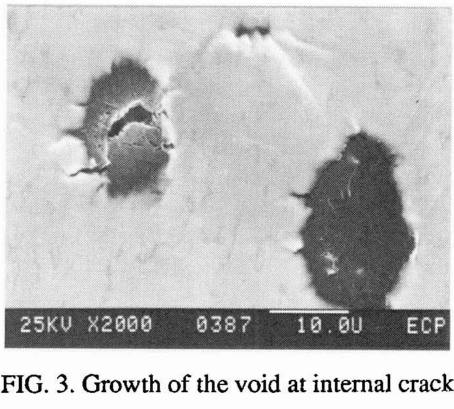 25KV X2000 0387 10.0U ECP
FIG. 3. Growth of the void at internal crack